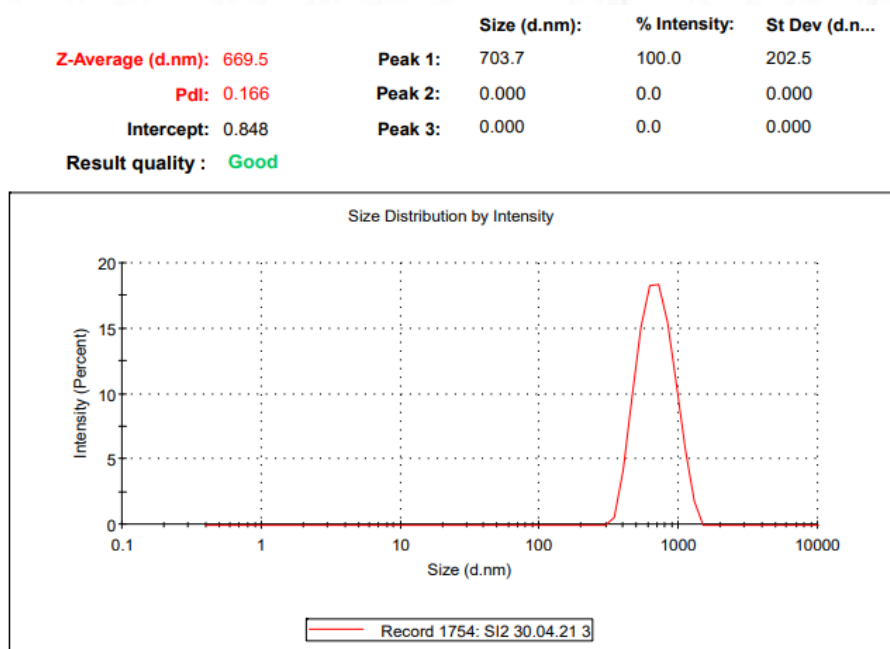 Size (d.nm): % Intensity: St Dev (d.n...
Z-Average (d.nm): 669.5 Peak 1: 703.7 100.0 202.5
PdI: 0.166 Peak 2: 0.000 0.0 0.000
Intercept: 0.848 Peak 3: 0.000 0.0 0.000
Result quality : Good
Size Distribution by Intensity
Intensity (Percent)
20
15
10
5
0
0.1 1 10 100 1000 10000
Size (d.nm)
Record 1754: SI2 30.04.21 3